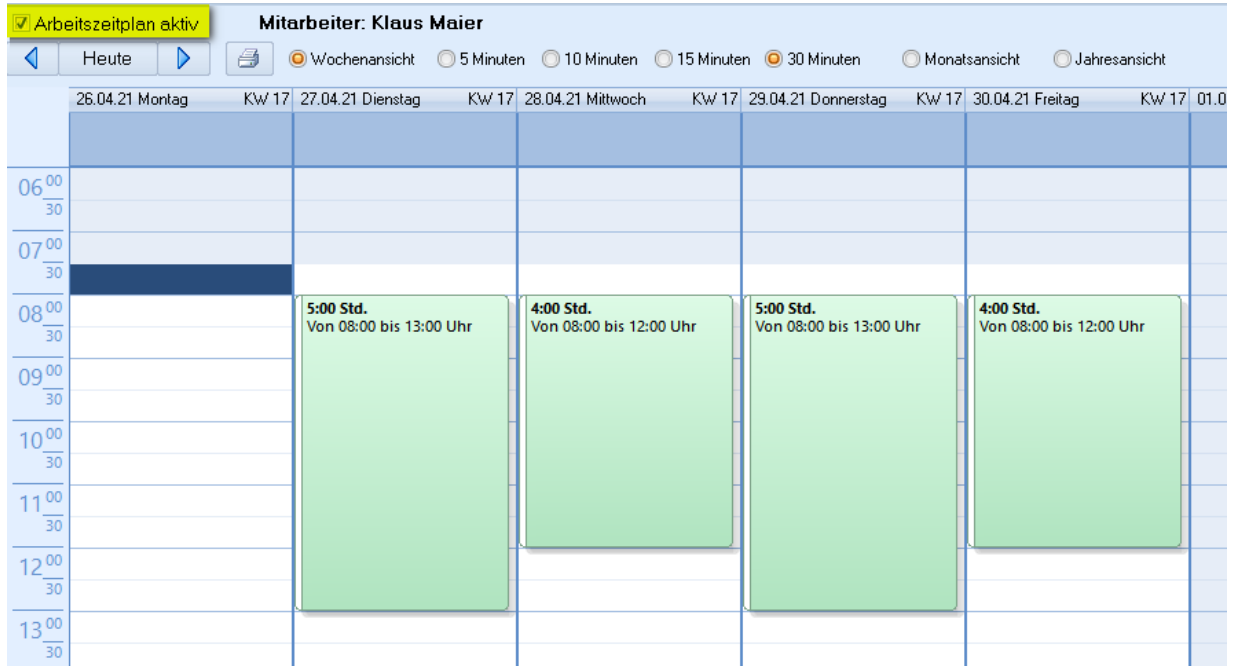 Arbeitszeitplan aktiv Mitarbeiter: Klaus Maier
Heute Wochenansicht 5 Minuten 10 Minuten 15 Minuten 30 Minuten Monatsansicht Jahresansicht
26.04.21 Montag KW 17 27.04.21 Dienstag KW 17 28.04.21 Mittwoch KW 17 29.04.21 Donnerstag KW 17 30.04.21 Freitag KW 17 01.0
06 00
30
07 00
30
08 00
30
5:00 Std.
Von 08:00 bis 13:00 Uhr
4:00 Std.
Von 08:00 bis 12:00 Uhr
5:00 Std.
Von 08:00 bis 13:00 Uhr
4:00 Std.
Von 08:00 bis 12:00 Uhr
09 00
30
10 00
30
11 00
30
12 00
30
13 00
30